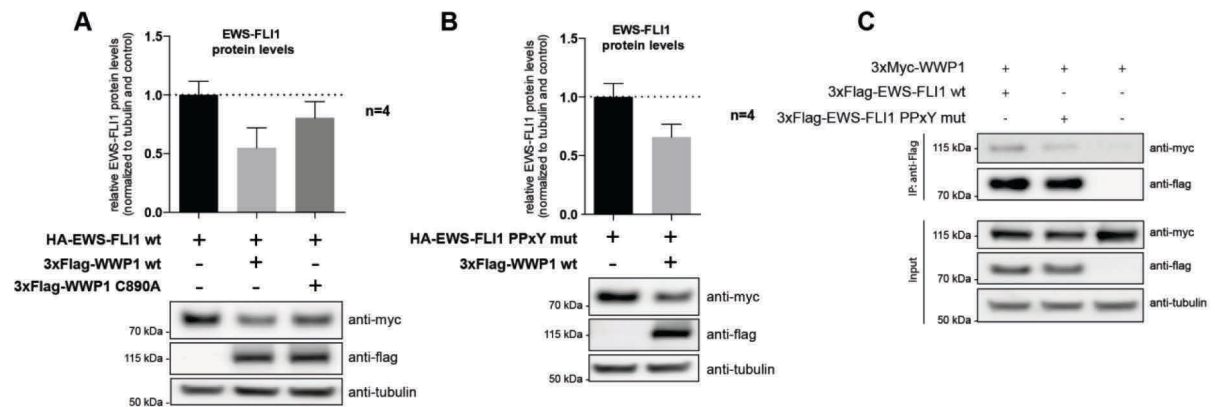 A
EWS-FLI1
protein levels
relative EWS-FLI1 protein levels
(normalized to tubulin and control)
1.5
1.0
0.5
0.0
n=4
HA-EWS-FLI1 wt + + +
3xFlag-WWP1 wt - + -
3xFlag-WWP1 C890A - - +
70 kDa anti-myc
115 kDa anti-flag
50 kDa anti-tubulin
B
EWS-FLI1
protein levels
relative EWS-FLI1 protein levels
(normalized to tubulin and control)
1.5
1.0
0.5
0.0
n=4
HA-EWS-FLI1 PPxY mut + +
3xFlag-WWP1 wt - +
70 kDa anti-myc
115 kDa anti-flag
50 kDa anti-tubulin
C
3xMyc-WWP1 + + +
3xFlag-EWS-FLI1 wt + - -
3xFlag-EWS-FLI1 PPxY mut - + -
IP: anti-Flag
115 kDa anti-myc
70 kDa anti-flag
Input
115 kDa anti-myc
70 kDa anti-flag
50 kDa anti-tubulin